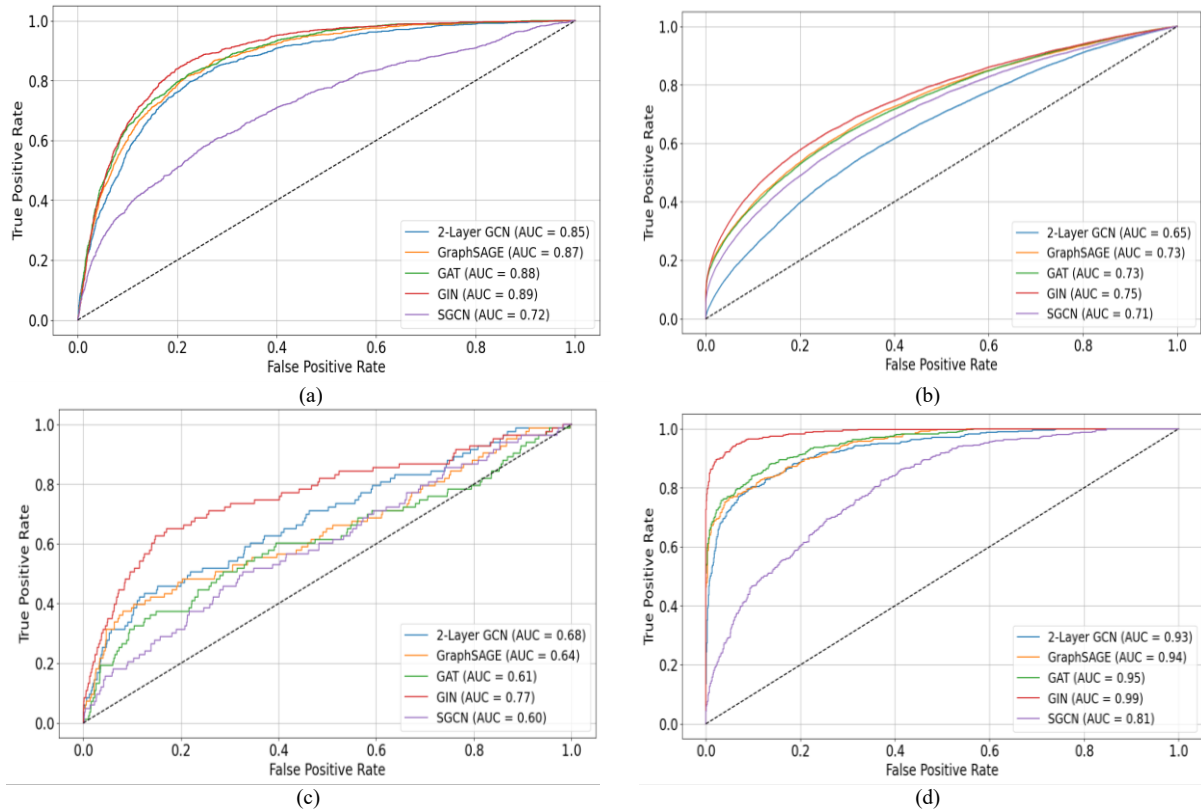 1.0
0.8
0.6
0.4
0.2
0.0
True Positive Rate
2-Layer GCN (AUC = 0.85)
GraphSAGE (AUC = 0.87)
GAT (AUC = 0.88)
GIN (AUC = 0.89)
SGCN (AUC = 0.72)
0.0 0.2 0.4 0.6 0.8 1.0
False Positive Rate
(a)
1.0
0.8
0.6
0.4
0.2
0.0
True Positive Rate
2-Layer GCN (AUC = 0.65)
GraphSAGE (AUC = 0.73)
GAT (AUC = 0.73)
GIN (AUC = 0.75)
SGCN (AUC = 0.71)
0.0 0.2 0.4 0.6 0.8 1.0
False Positive Rate
(b)
1.0
0.8
0.6
0.4
0.2
0.0
True Positive Rate
2-Layer GCN (AUC = 0.68)
GraphSAGE (AUC = 0.64)
GAT (AUC = 0.61)
GIN (AUC = 0.77)
SGCN (AUC = 0.60)
0.0 0.2 0.4 0.6 0.8 1.0
False Positive Rate
(c)
1.0
0.8
0.6
0.4
0.2
0.0
True Positive Rate
2-Layer GCN (AUC = 0.93)
GraphSAGE (AUC = 0.94)
GAT (AUC = 0.95)
GIN (AUC = 0.99)
SGCN (AUC = 0.81)
0.0 0.2 0.4 0.6 0.8 1.0
False Positive Rate
(d)